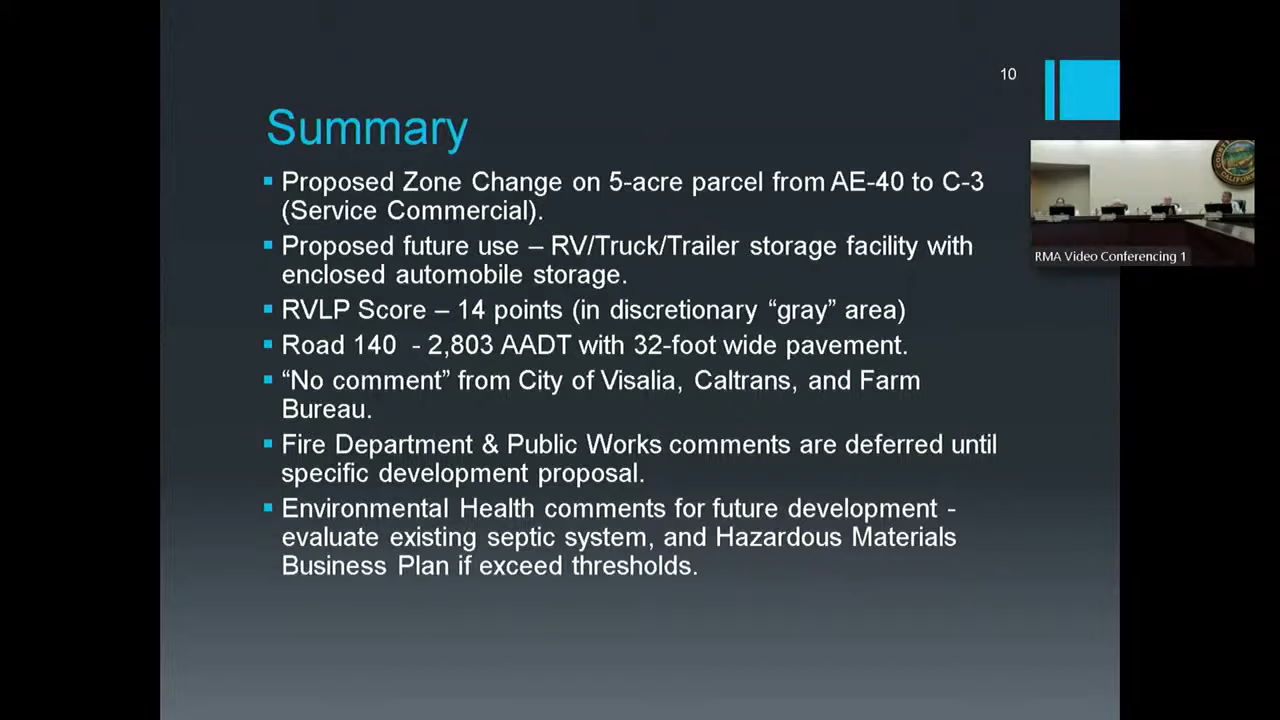 10
Summary
Proposed Zone Change on 5-acre parcel from AE-40 to C-3
(Service Commercial).
Proposed future use – RV/Truck/Trailer storage facility with
enclosed automobile storage.
RVLP Score – 14 points (in discretionary “gray” area)
Road 140 - 2,803 AADT with 32-foot wide pavement.
“No comment” from City of Visalia, Caltrans, and Farm
Bureau.
Fire Department & Public Works comments are deferred until
specific development proposal.
Environmental Health comments for future development -
evaluate existing septic system, and Hazardous Materials
Business Plan if exceed thresholds.
RMA Video Conferencing 1